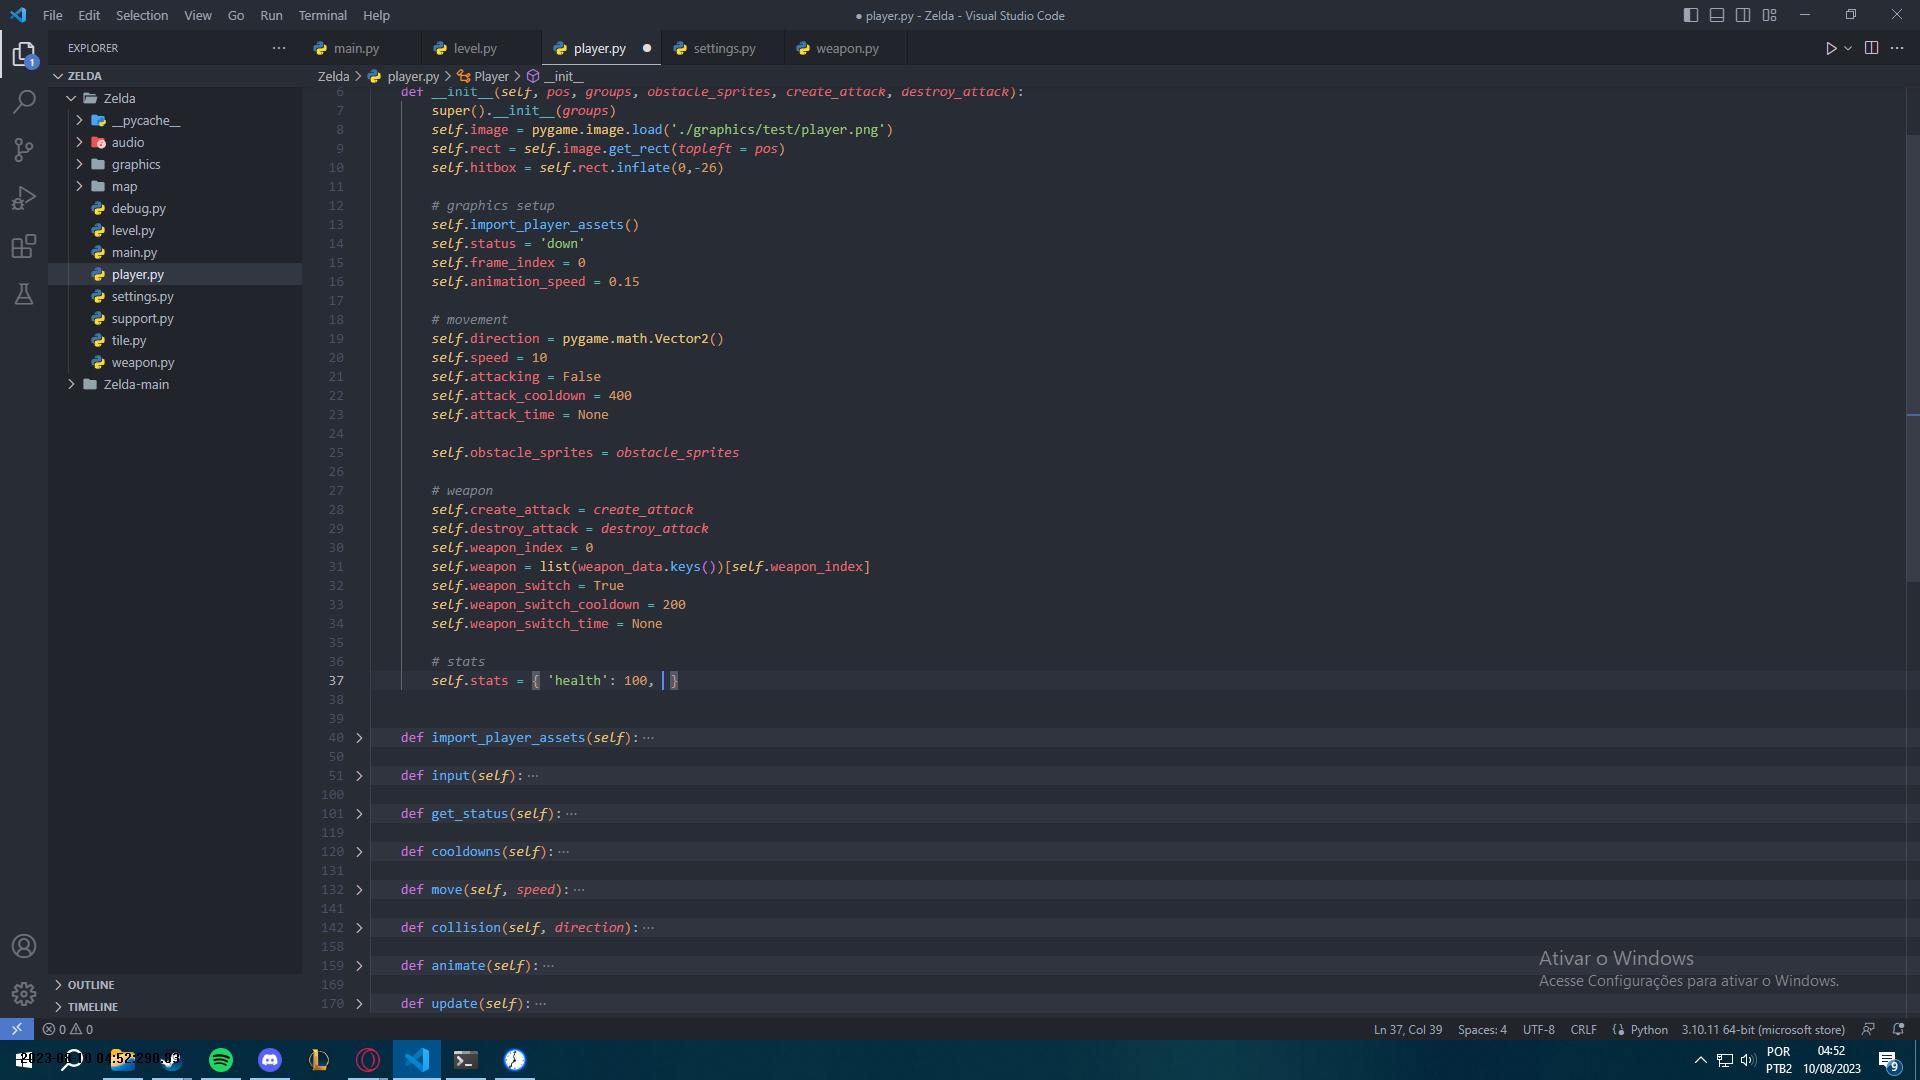 File Edit Selection View Go Run Terminal Help
● player.py - Zelda - Visual Studio Code
EXPLORER
main.py level.py player.py settings.py weapon.py
ZELDA
Zelda > player.py > Player > __init__
Zelda
__pycache__
audio
graphics
map
debug.py
level.py
main.py
player.py
settings.py
support.py
tile.py
weapon.py
Zelda-main
OUTLINE
TIMELINE
6 def __init__(self, pos, groups, obstacle_sprites, create_attack, destroy_attack):
7 super().__init__(groups)
8 self.image = pygame.image.load('./graphics/test/player.png')
9 self.rect = self.image.get_rect(topleft = pos)
10 self.hitbox = self.rect.inflate(0,-26)
11
12 # graphics setup
13 self.import_player_assets()
14 self.status = 'down'
15 self.frame_index = 0
16 self.animation_speed = 0.15
17
18 # movement
19 self.direction = pygame.math.Vector2()
20 self.speed = 10
21 self.attacking = False
22 self.attack_cooldown = 400
23 self.attack_time = None
24
25 self.obstacle_sprites = obstacle_sprites
26
27 # weapon
28 self.create_attack = create_attack
29 self.destroy_attack = destroy_attack
30 self.weapon_index = 0
31 self.weapon = list(weapon_data.keys())[self.weapon_index]
32 self.weapon_switch = True
33 self.weapon_switch_cooldown = 200
34 self.weapon_switch_time = None
35
36 # stats
37 self.stats = { 'health': 100, }
38
39
40 def import_player_assets(self): ···
50
51 def input(self): ···
100
101 def get_status(self): ···
119
120 def cooldowns(self): ···
131
132 def move(self, speed): ···
141
142 def collision(self, direction): ···
158
159 def animate(self): ···
169
170 def update(self): ···
Ativar o Windows
Acesse Configurações para ativar o Windows.
1
0 0
Ln 37, Col 39 Spaces: 4 UTF-8 CRLF Python 3.10.11 64-bit (microsoft store)
POR
PTB2
04:52
10/08/2023
9